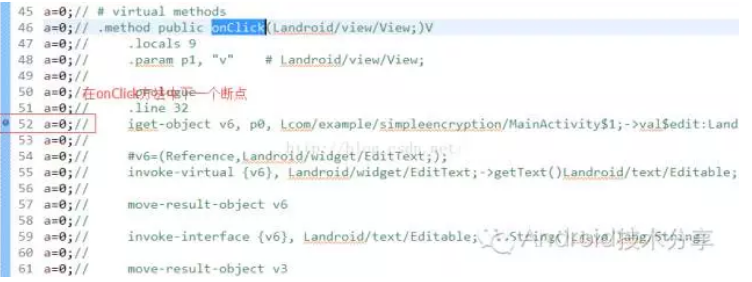 45 a=0;// # virtual methods
46 a=0;// .method public onClick(Landroid/view/View;)V
47 a=0;// .locals 9
48 a=0;// .param p1, "v" # Landroid/view/View;
49 a=0;//
50 a=0;// .prologue
在onClick方法中下一个断点
51 a=0;// .line 32
52 a=0;// iget-object v6, p0, Lcom/example/simpleencryption/MainActivity$1;->val$edit:Land
53 a=0;//
http://blog.csdn.net/
54 a=0;// #v6=(Reference,Landroid/widget/EditText;);
55 a=0;// invoke-virtual {v6}, Landroid/widget/EditText;->getText()Landroid/text/Editable;
56 a=0;//
57 a=0;// move-result-object v6
58 a=0;//
59 a=0;// invoke-interface {v6}, Landroid/text/Editable; String()Ljava/lang/String
Android技术分享
60 a=0;//
61 a=0;// move-result-object v3